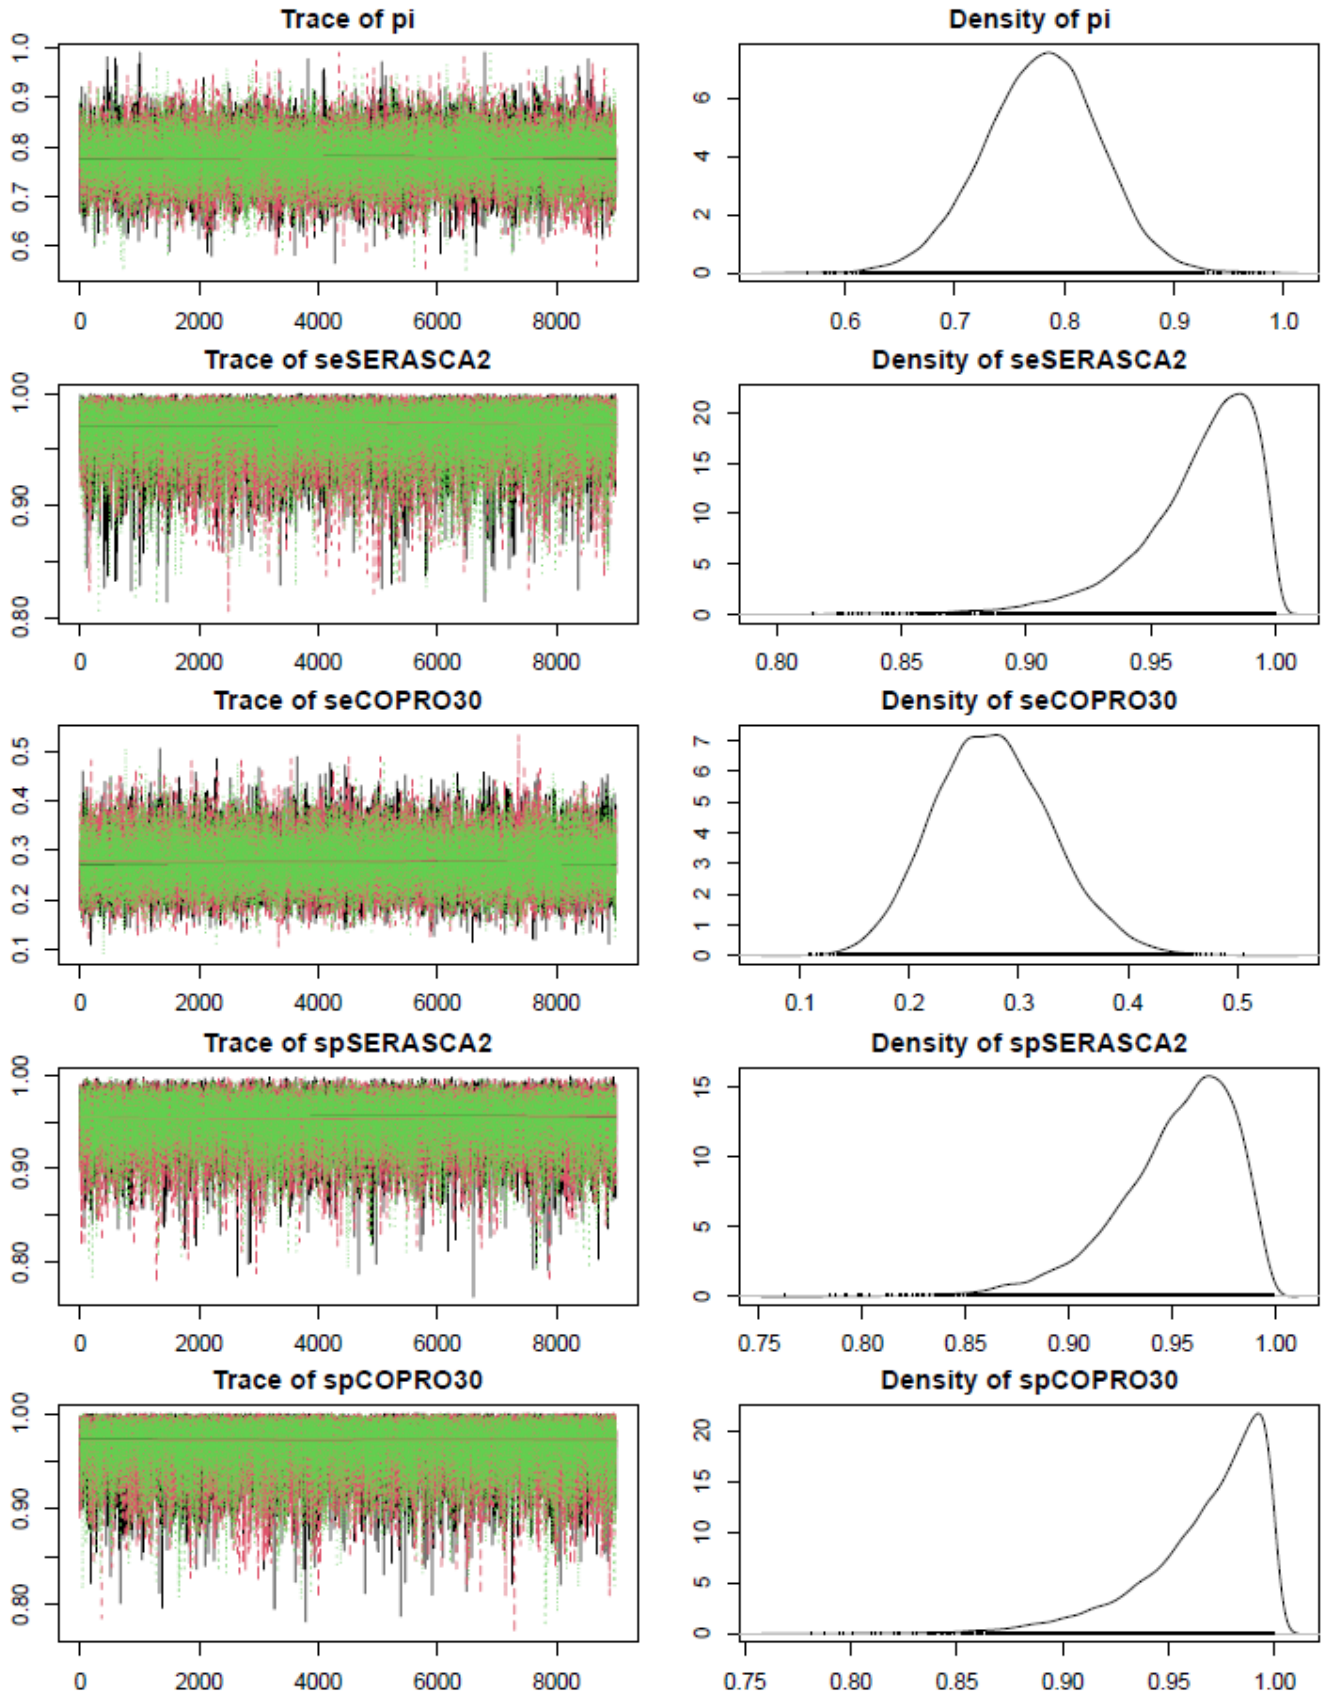 Trace of pi
Density of pi
1.0
0.9
0.8
0.7
0.6
6
4
2
0
0 2000 4000 6000 8000
0.6 0.7 0.8 0.9 1.0
Trace of seSERASCA2
Density of seSERASCA2
1.00
0.90
0.80
20
15
10
5
0
0 2000 4000 6000 8000
0.80 0.85 0.90 0.95 1.00
Trace of seCOPRO30
Density of seCOPRO30
0.5
0.4
0.3
0.2
0.1
7
6
5
4
3
2
1
0
0 2000 4000 6000 8000
0.1 0.2 0.3 0.4 0.5
Trace of spSERASCA2
Density of spSERASCA2
1.00
0.90
0.80
15
10
5
0
0 2000 4000 6000 8000
0.75 0.80 0.85 0.90 0.95 1.00
Trace of spCOPRO30
Density of spCOPRO30
1.00
0.90
0.80
20
15
10
5
0
0 2000 4000 6000 8000
0.75 0.80 0.85 0.90 0.95 1.00